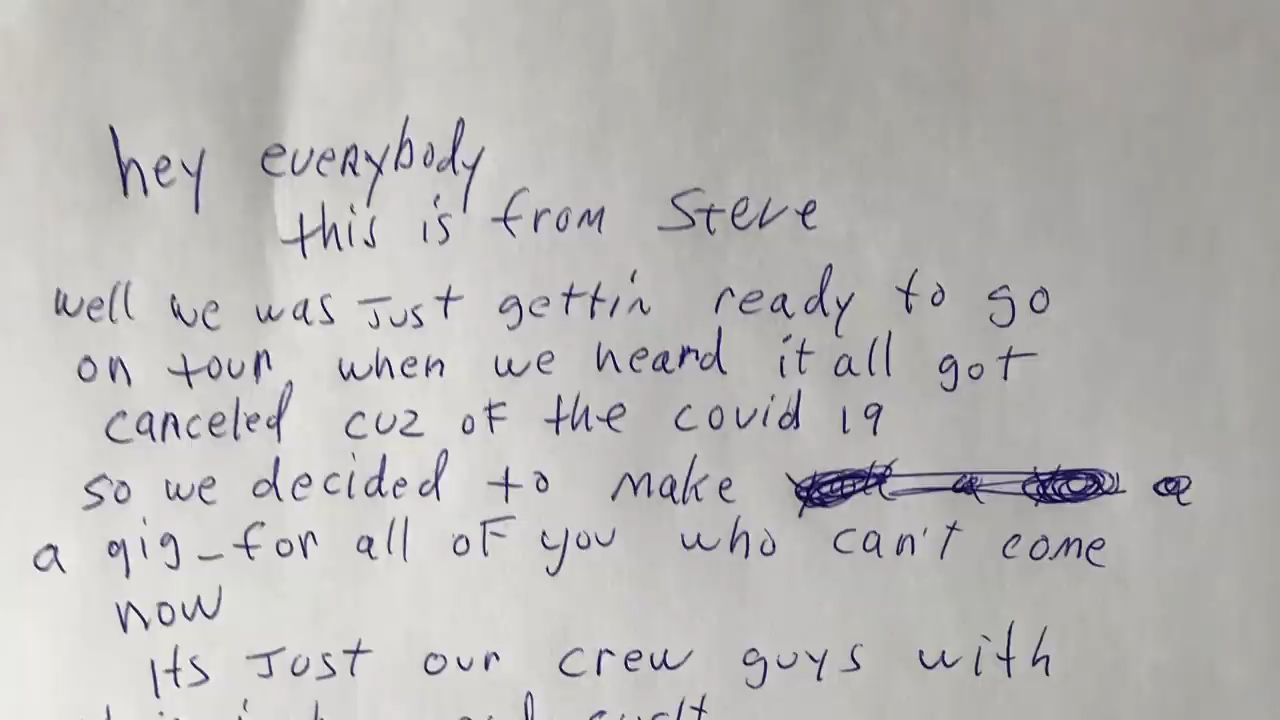 hey everybody
this is from Steve
well we was just gettin ready to go
on tour when we heard it all got
canceled cuz of the covid 19
so we decided to make
a gig-for all of you who can't come
now
Its Just our crew guys with